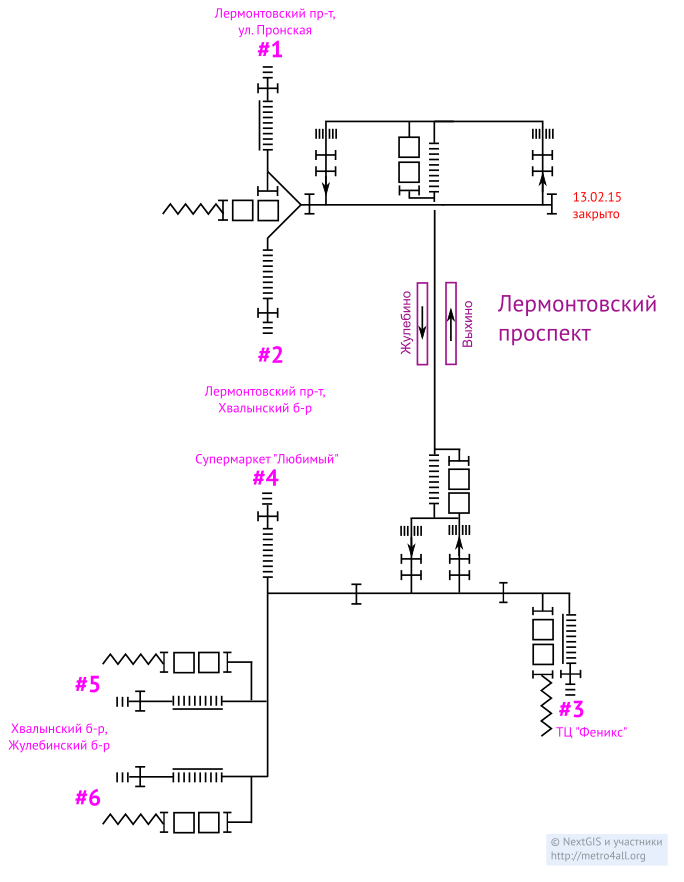 Лермонтовский пр-т,
ул. Пронская
#1
13.02.15
закрыто
Жулебино
Выхино
Лермонтовский
проспект
#2
Лермонтовский пр-т,
Хвалынский б-р
Супермаркет "Любимый"
#4
#5
#3
ТЦ "Феникс"
Хвалынский б-р,
Жулебинский б-р
#6
© NextGIS и участники
http://metro4all.org